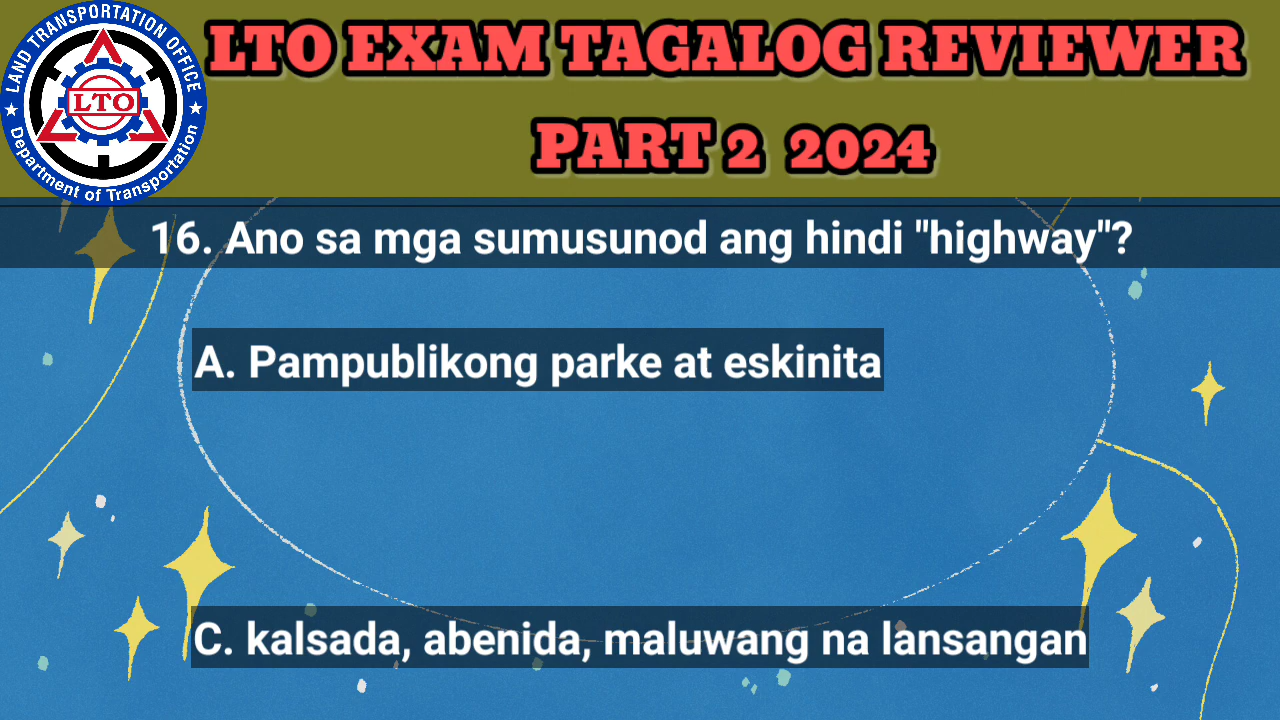 LAND TRANSPORTATION OFFICE
LTO
Department of Transportation
LTO EXAM TAGALOG REVIEWER
PART 2 2024
16. Ano sa mga sumusunod ang hindi "highway"?
A. Pampublikong parke at eskinita
C. kalsada, abenida, maluwang na lansangan